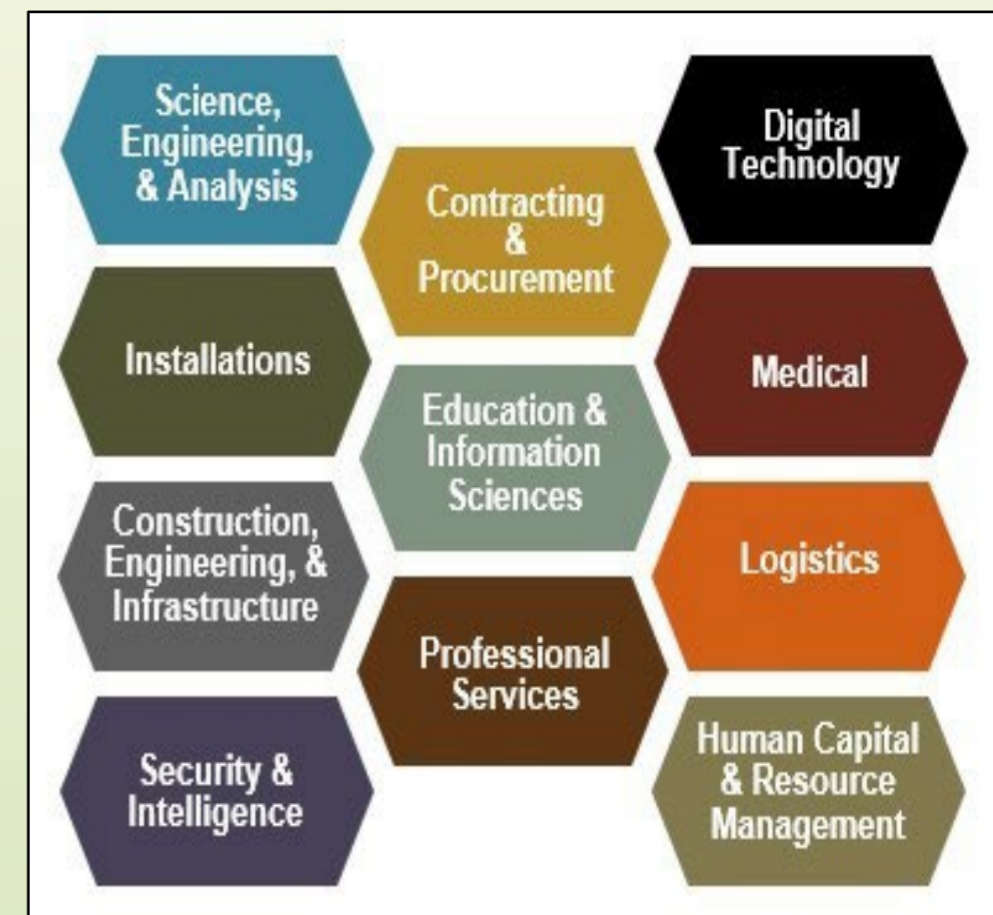 Science,
Engineering,
& Analysis
Contracting
&
Procurement
Digital
Technology
Installations
Education &
Information
Sciences
Medical
Construction,
Engineering, &
Infrastructure
Professional
Services
Logistics
Security &
Intelligence
Human Capital
& Resource
Management